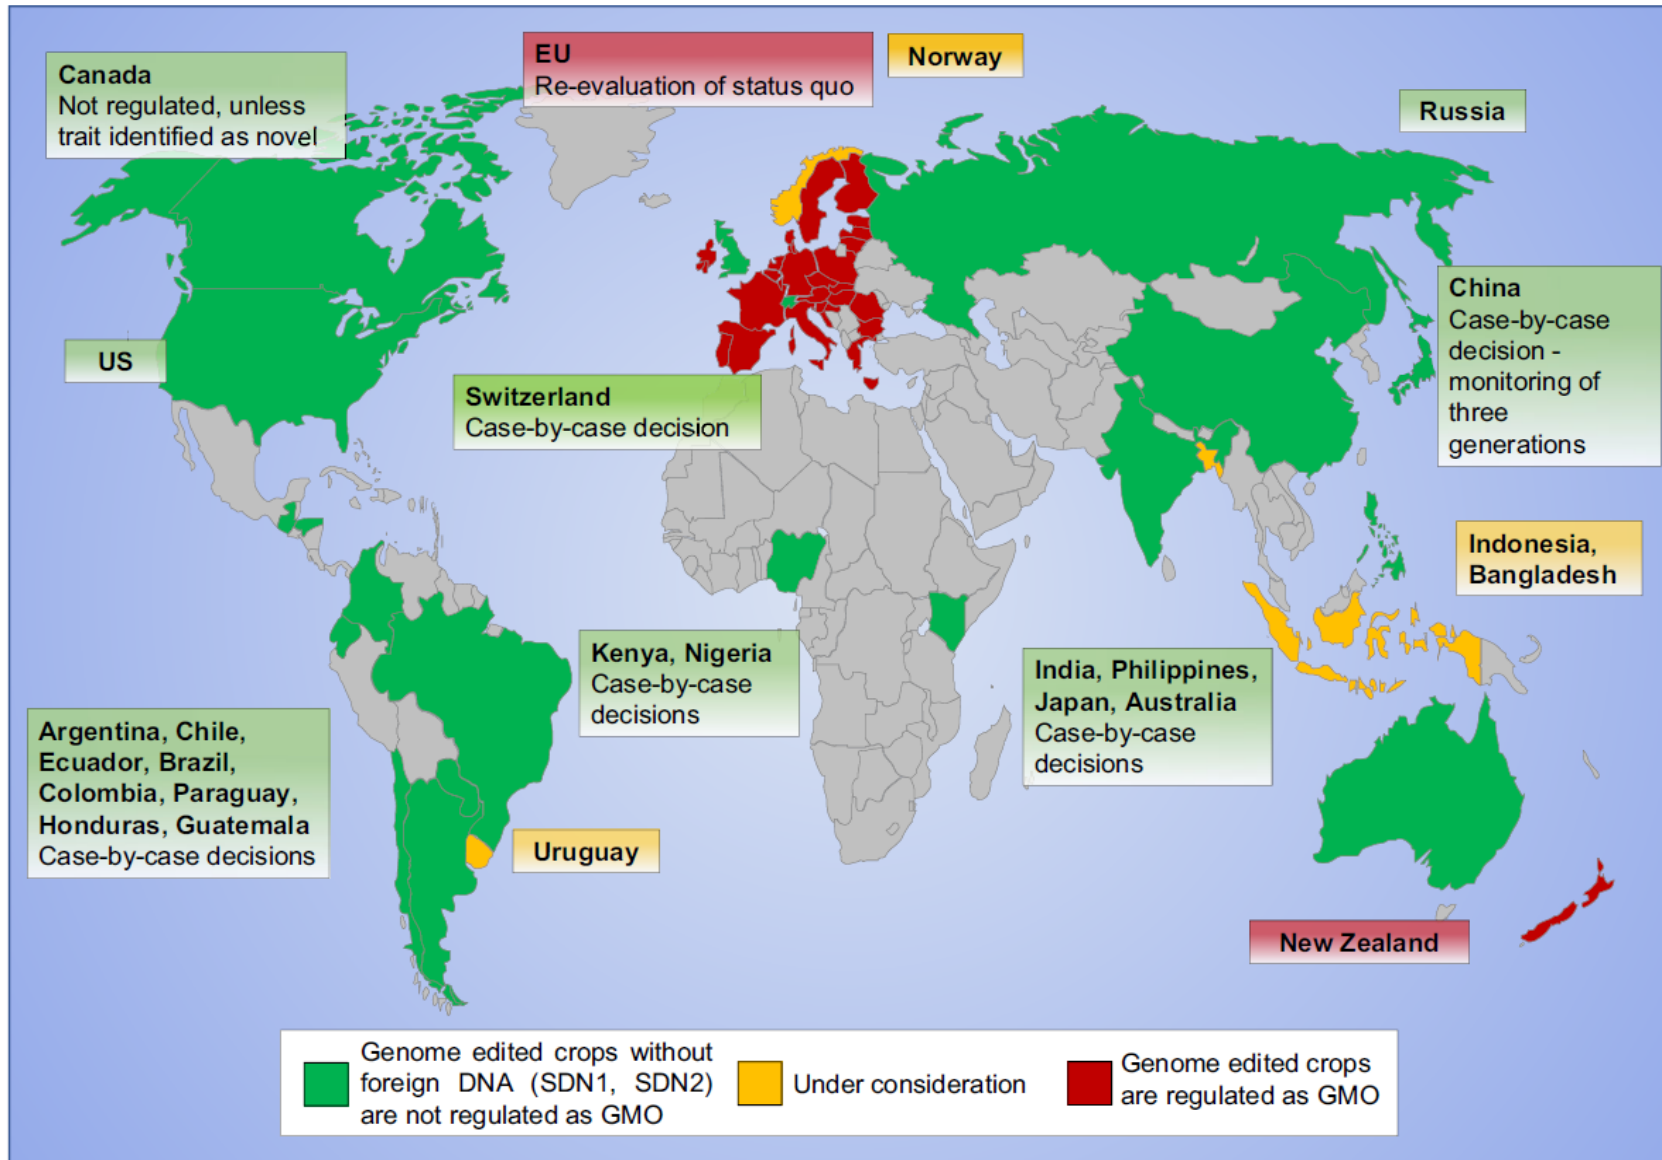 Canada
Not regulated, unless
trait identified as novel
EU
Re-evaluation of status quo
Norway
Russia
US
Switzerland
Case-by-case decision
China
Case-by-case
decision -
monitoring of
three
generations
Indonesia,
Bangladesh
Kenya, Nigeria
Case-by-case
decisions
India, Philippines,
Japan, Australia
Case-by-case
decisions
Argentina, Chile,
Ecuador, Brazil,
Colombia, Paraguay,
Honduras, Guatemala
Case-by-case decisions
Uruguay
New Zealand
Genome edited crops without
foreign DNA (SDN1, SDN2)
are not regulated as GMO
Under consideration
Genome edited crops
are regulated as GMO